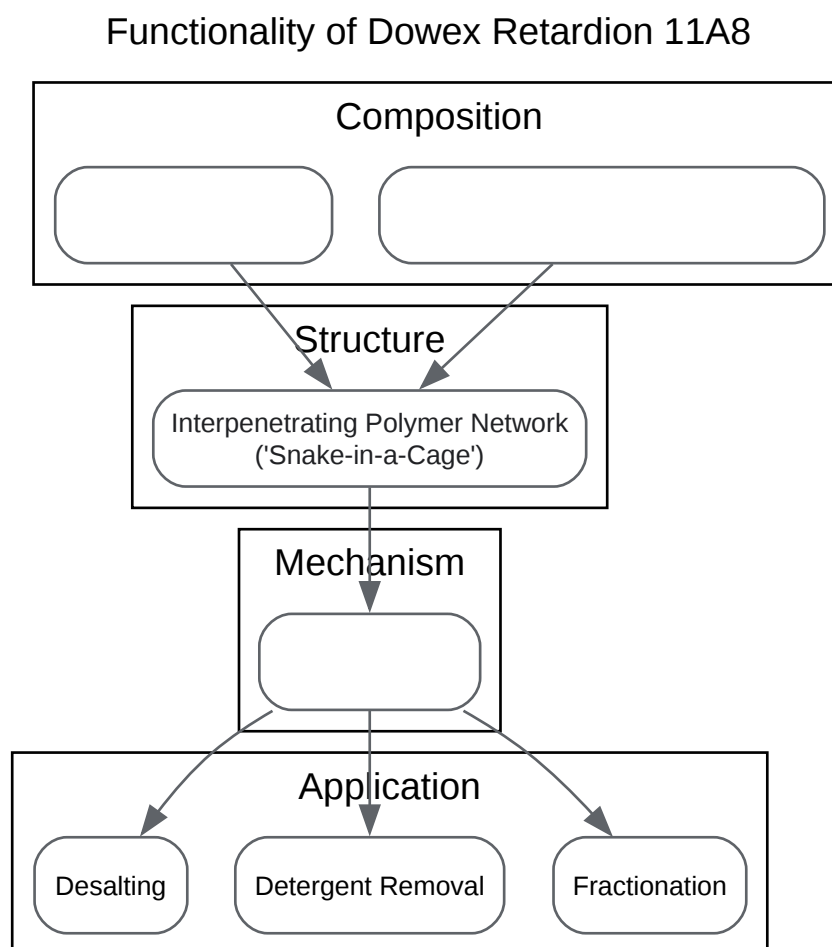 Functionality of Dowex Retardion 11A8
Composition
Structure
Interpenetrating Polymer Network
('Snake-in-a-Cage')
Mechanism
Application
Desalting
Detergent Removal
Fractionation